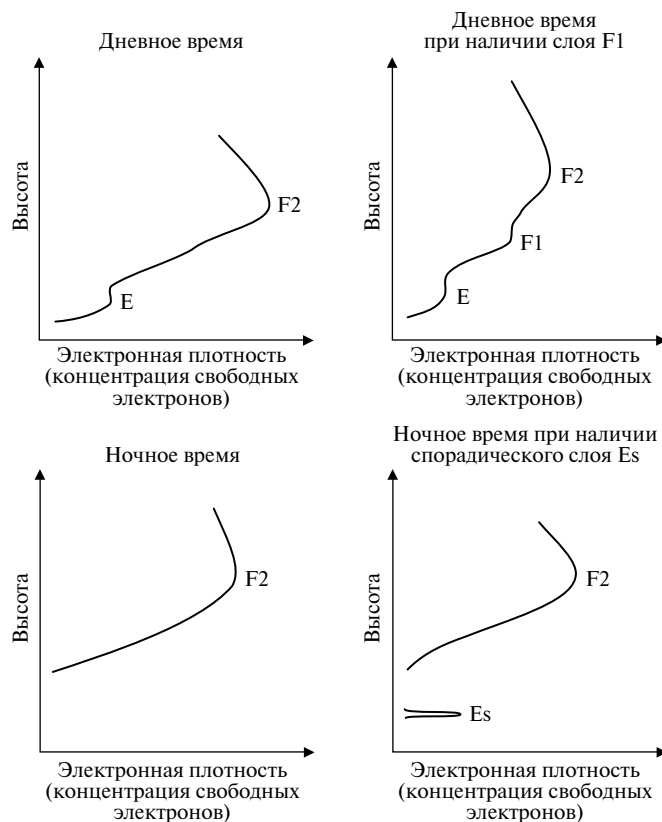 Дневное время
Высота
F2
E
Электронная плотность
(концентрация свободных
электронов)
Дневное время
при наличии слоя F1
Высота
F2
F1
E
Электронная плотность
(концентрация свободных
электронов)
Ночное время
Высота
F2
Электронная плотность
(концентрация свободных
электронов)
Ночное время при наличии
спорадического слоя Es
Высота
F2
Es
Электронная плотность
(концентрация свободных
электронов)